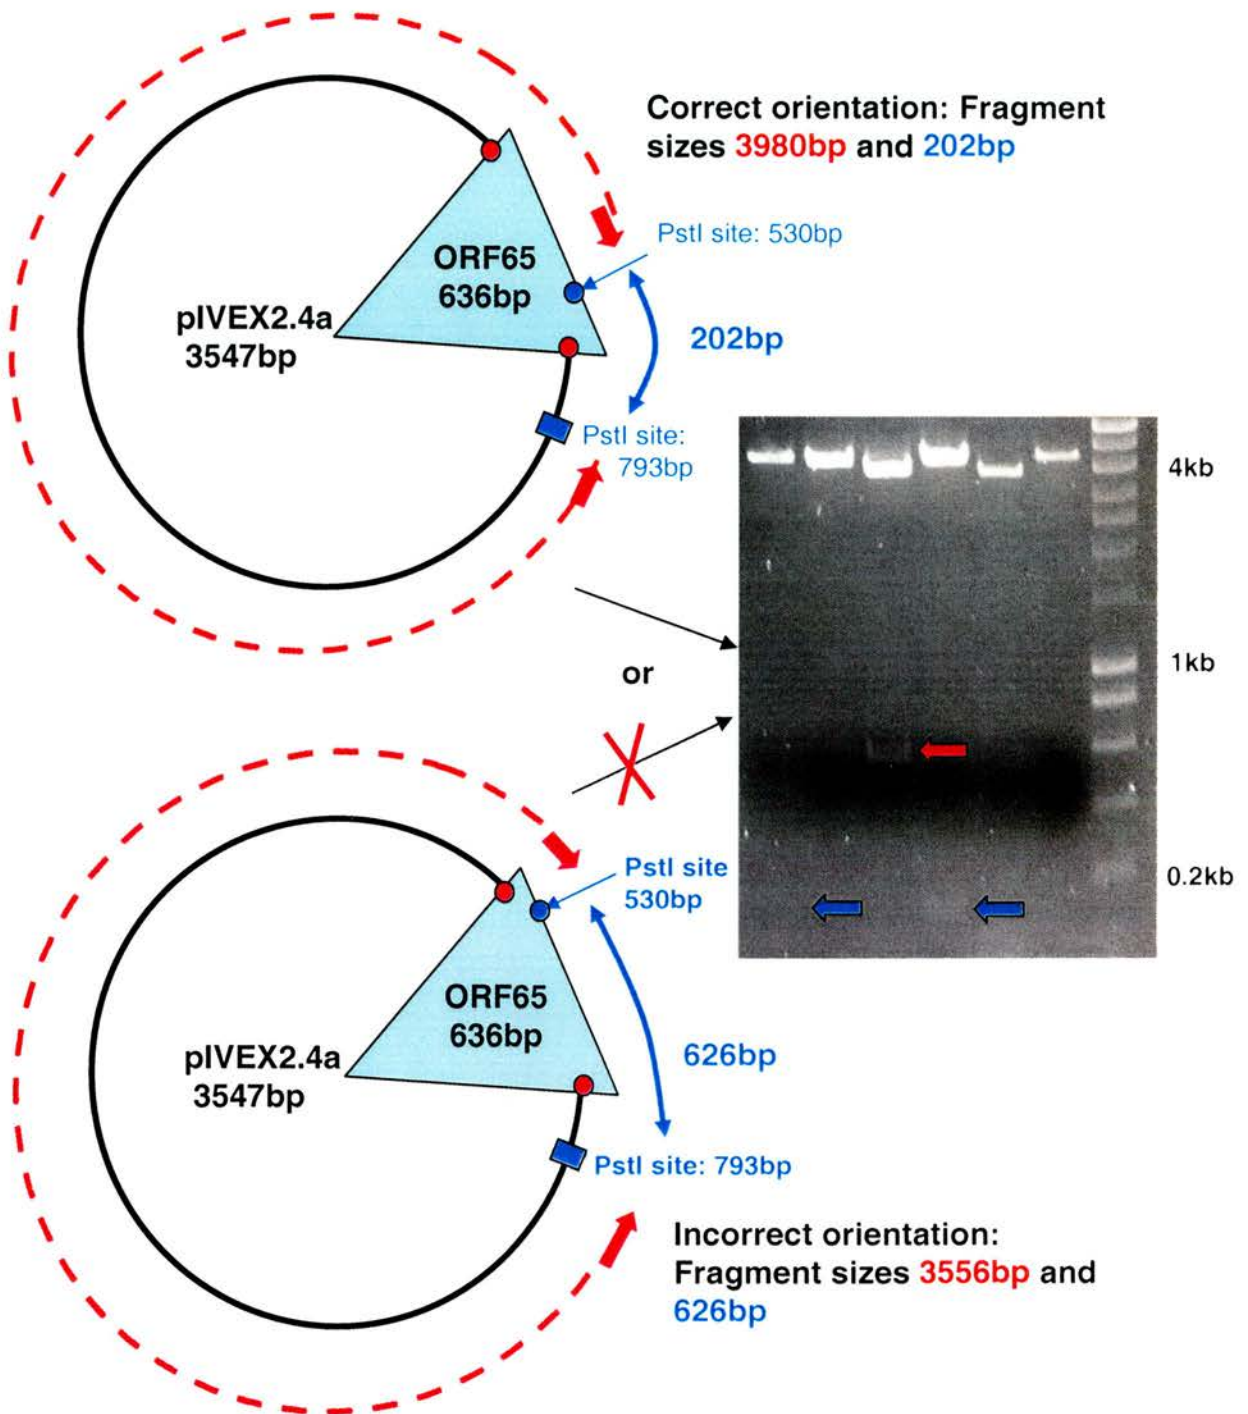 Correct orientation: Fragment
sizes 3980bp and 202bp
PstI site: 530bp
ORF65
636bp
pIVEX2.4a
3547bp
202bp
PstI site:
793bp
4kb
1kb
or
0.2kb
PstI site
530bp
ORF65
636bp
pIVEX2.4a
3547bp
626bp
PstI site: 793bp
Incorrect orientation:
Fragment sizes 3556bp and
626bp